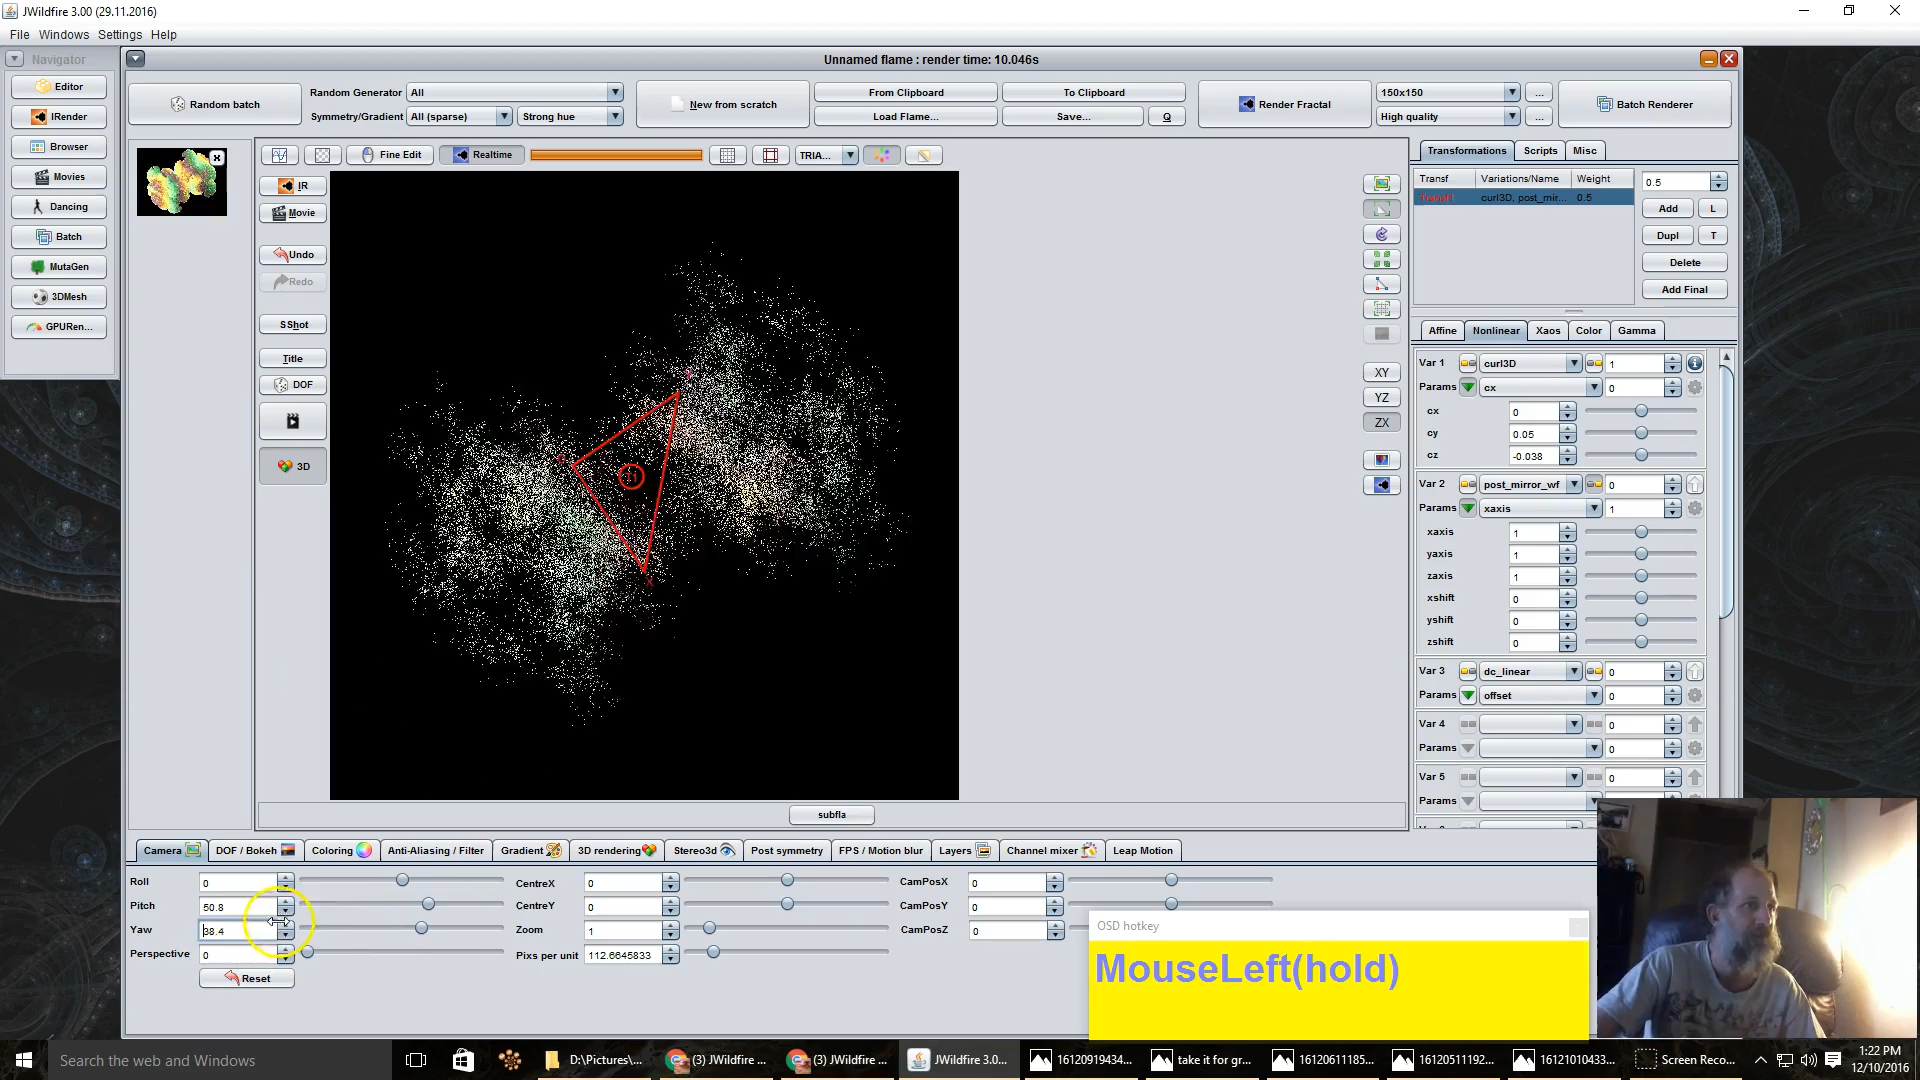 JWildfire 3.00 (29.11.2016)
File Windows Settings Help
Navigator
Editor
IRender
Browser
Movies
Dancing
Batch
MutaGen
3DMesh
GPURen...
Unnamed flame : render time: 10.046s
Random batch
Random Generator All
Symmetry/Gradient All (sparse) Strong hue
New from scratch
From Clipboard To Clipboard
Load Flame... Save... Q
Render Fractal
150x150 ...
High quality ...
Batch Renderer
Fine Edit Realtime TRIA...
IR
Movie
Undo
Redo
SShot
Title
DOF
3D
XY
YZ
ZX
subfla
Transformations Scripts Misc
Transf Variations/Name Weight
Transf1 curl3D, post_mir... 0.5
0.5
Add L
Dupl T
Delete
Add Final
Affine Nonlinear Xaos Color Gamma
Var 1 curl3D 1
Params cx 0
cx 0
cy 0.05
cz -0.038
Var 2 post_mirror_wf 0
Params xaxis 1
xaxis 1
yaxis 1
zaxis 1
xshift 0
yshift 0
zshift 0
Var 3 dc_linear 0
Params offset 0
Var 4 0
Params 0
Var 5 0
Params 0
Camera DOF / Bokeh Coloring Anti-Aliasing / Filter Gradient 3D rendering Stereo3d Post symmetry FPS / Motion blur Layers Channel mixer Leap Motion
Roll 0 CentreX 0 CamPosX 0
Pitch 50.8 CentreY 0 CamPosY 0
Yaw 38.4 Zoom 1 CamPosZ 0
Perspective 0 Pixs per unit 112.6645833
Reset
OSD hotkey
MouseLeft(hold)
Search the web and Windows
D:\Pictures\...
(3) JWildfire ...
(3) JWildfire ...
JWildfire 3.0...
16120919434...
take it for gr...
16120611185...
16120511192...
16121010433...
Screen Reco...
1:22 PM
12/10/2016